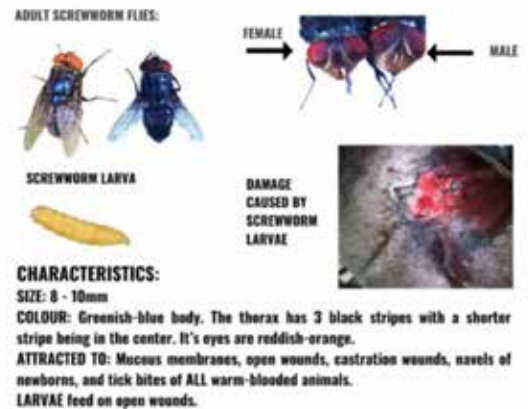 ADULT SCREWWORM FLIES:
FEMALE
MALE
SCREWWORM LARVA
DAMAGE
CAUSED BY
SCREWWORM
LARVAE
CHARACTERISTICS:
SIZE: 8 - 10mm
COLOUR: Greenish-blue body. The thorax has 3 black stripes with a shorter
stripe being in the center. It's eyes are reddish-orange.
ATTRACTED TO: Mucous membranes, open wounds, castration wounds, navels of
newborns, and tick bites of ALL warm-blooded animals.
LARVAE feed on open wounds.